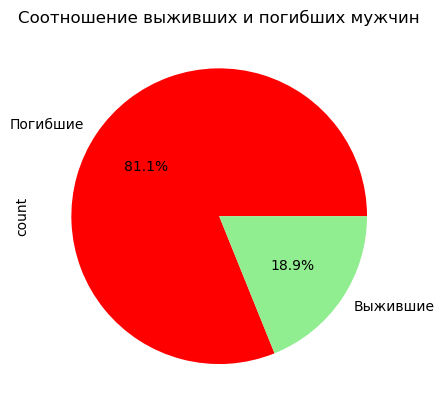 Соотношение выживших и погибших мужчин
Погибшие
81.1%
count
18.9%
Выжившие